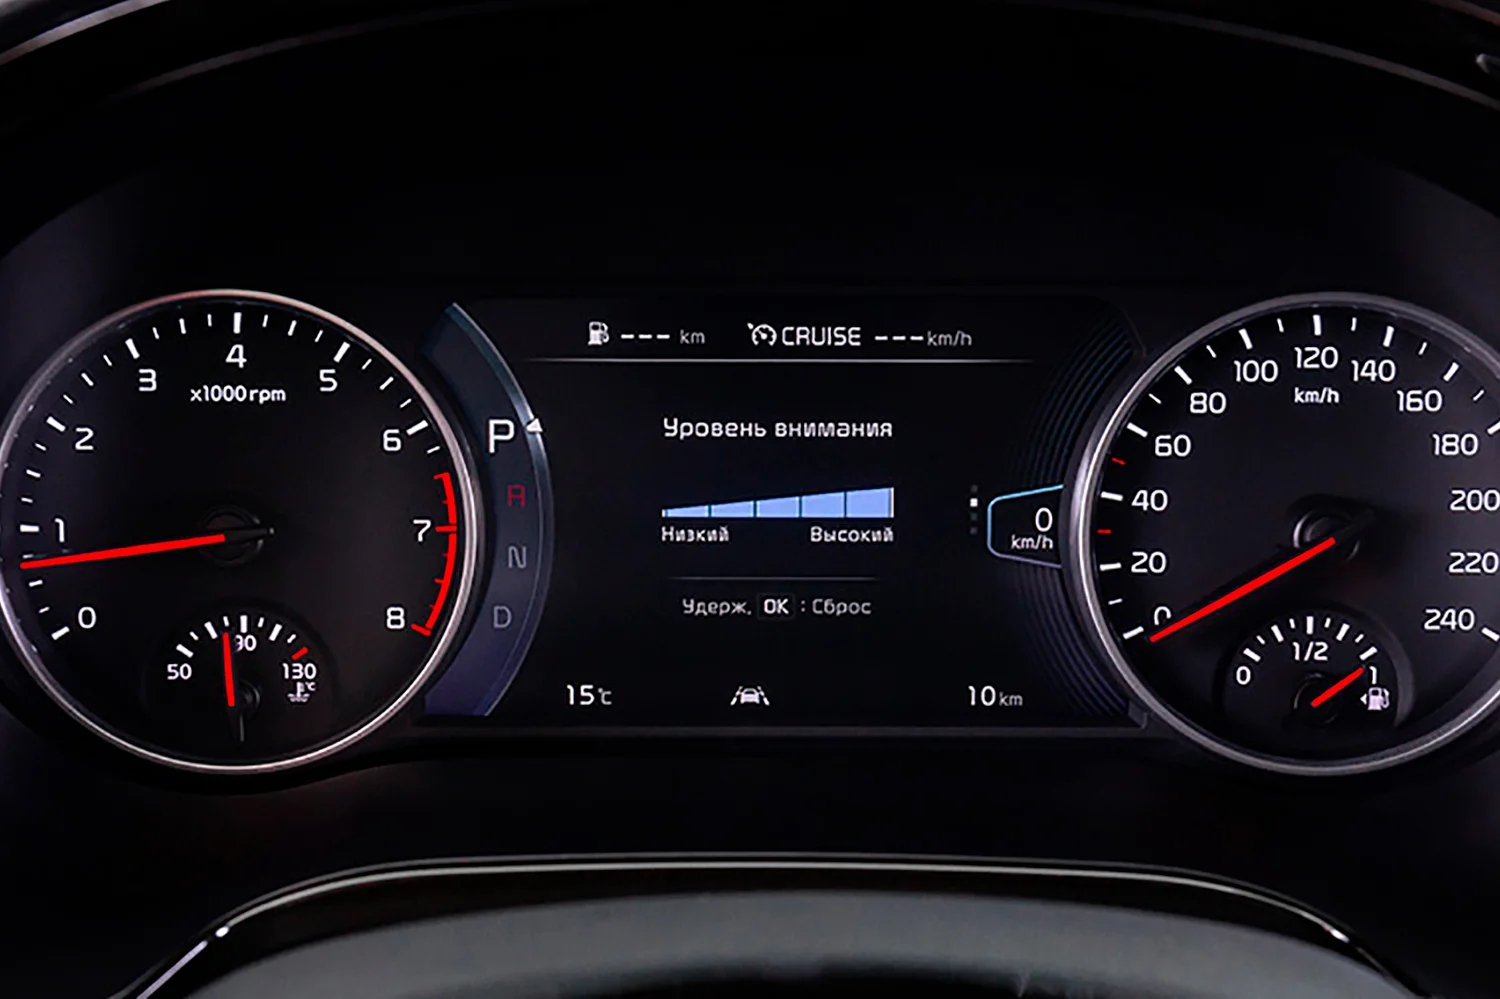 --- km CRUISE ---km/h
4
3 5
x1000rpm
2 6
1 7
0 8
50 90 130
°C
P
R
N
D
Уровень внимания
Низкий Высокий
Удерж. OK : Сброс
15°C 10km
0
km/h
120
100 140
km/h
80 160
60 180
40 200
20 220
0 240
0 1/2 1